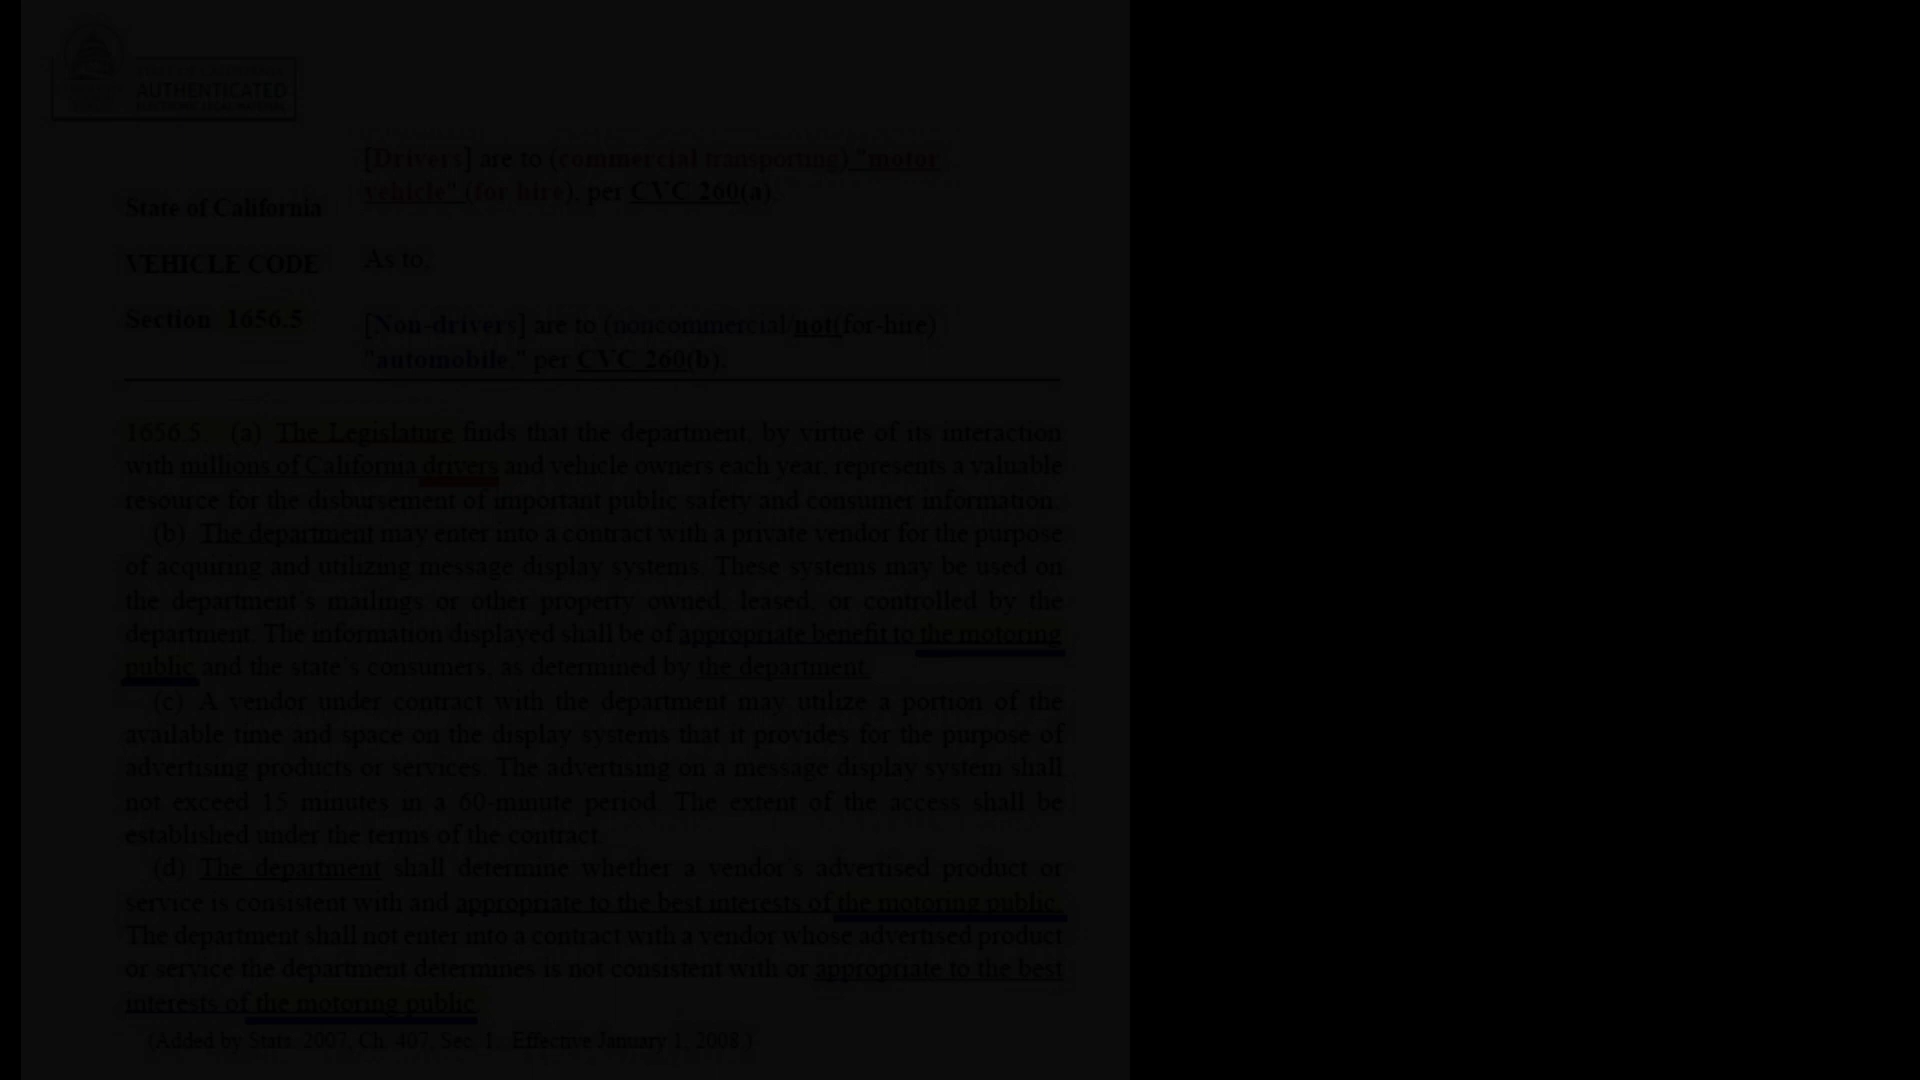 STATE OF CALIFORNIA
AUTHENTICATED
ELECTRONIC LEGAL MATERIAL
[Drivers] are to (commercial transporting) "motor
vehicle" (for hire), per CVC 260(a).
State of California
VEHICLE CODE
As to,
Section 1656.5
[Non-drivers] are to (noncommercial/not(for-hire)
"automobile," per CVC 260(b).
1656.5. (a) The Legislature finds that the department, by virtue of its interaction
with millions of California drivers and vehicle owners each year, represents a valuable
resource for the disbursement of important public safety and consumer information.
(b) The department may enter into a contract with a private vendor for the purpose
of acquiring and utilizing message display systems. These systems may be used on
the department's mailings or other property owned, leased, or controlled by the
department. The information displayed shall be of appropriate benefit to the motoring
public and the state's consumers, as determined by the department.
(c) A vendor under contract with the department may utilize a portion of the
available time and space on the display systems that it provides for the purpose of
advertising products or services. The advertising on a message display system shall
not exceed 15 minutes in a 60-minute period. The extent of the access shall be
established under the terms of the contract.
(d) The department shall determine whether a vendor's advertised product or
service is consistent with and appropriate to the best interests of the motoring public.
The department shall not enter into a contract with a vendor whose advertised product
or service the department determines is not consistent with or appropriate to the best
interests of the motoring public.
(Added by Stats. 2007, Ch. 407, Sec. 1. Effective January 1, 2008.)